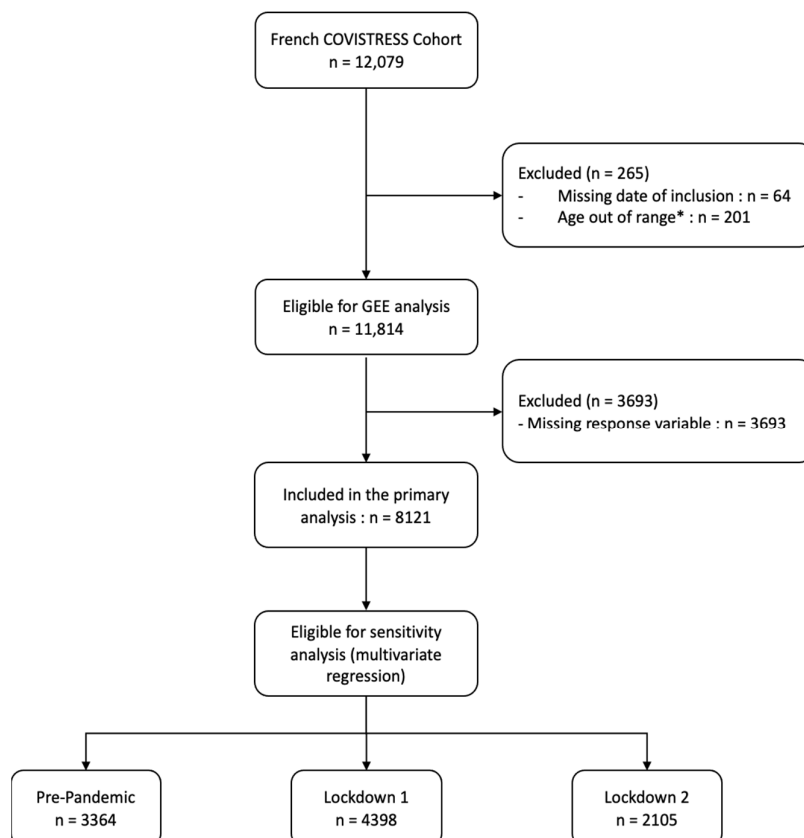 French COVISTRESS Cohort
n = 12,079
Excluded (n = 265)
- Missing date of inclusion : n = 64
- Age out of range* : n = 201
Eligible for GEE analysis
n = 11,814
Excluded (n = 3693)
- Missing response variable : n = 3693
Included in the primary
analysis : n = 8121
Eligible for sensitivity
analysis (multivariate
regression)
Pre-Pandemic
n = 3364
Lockdown 1
n = 4398
Lockdown 2
n = 2105